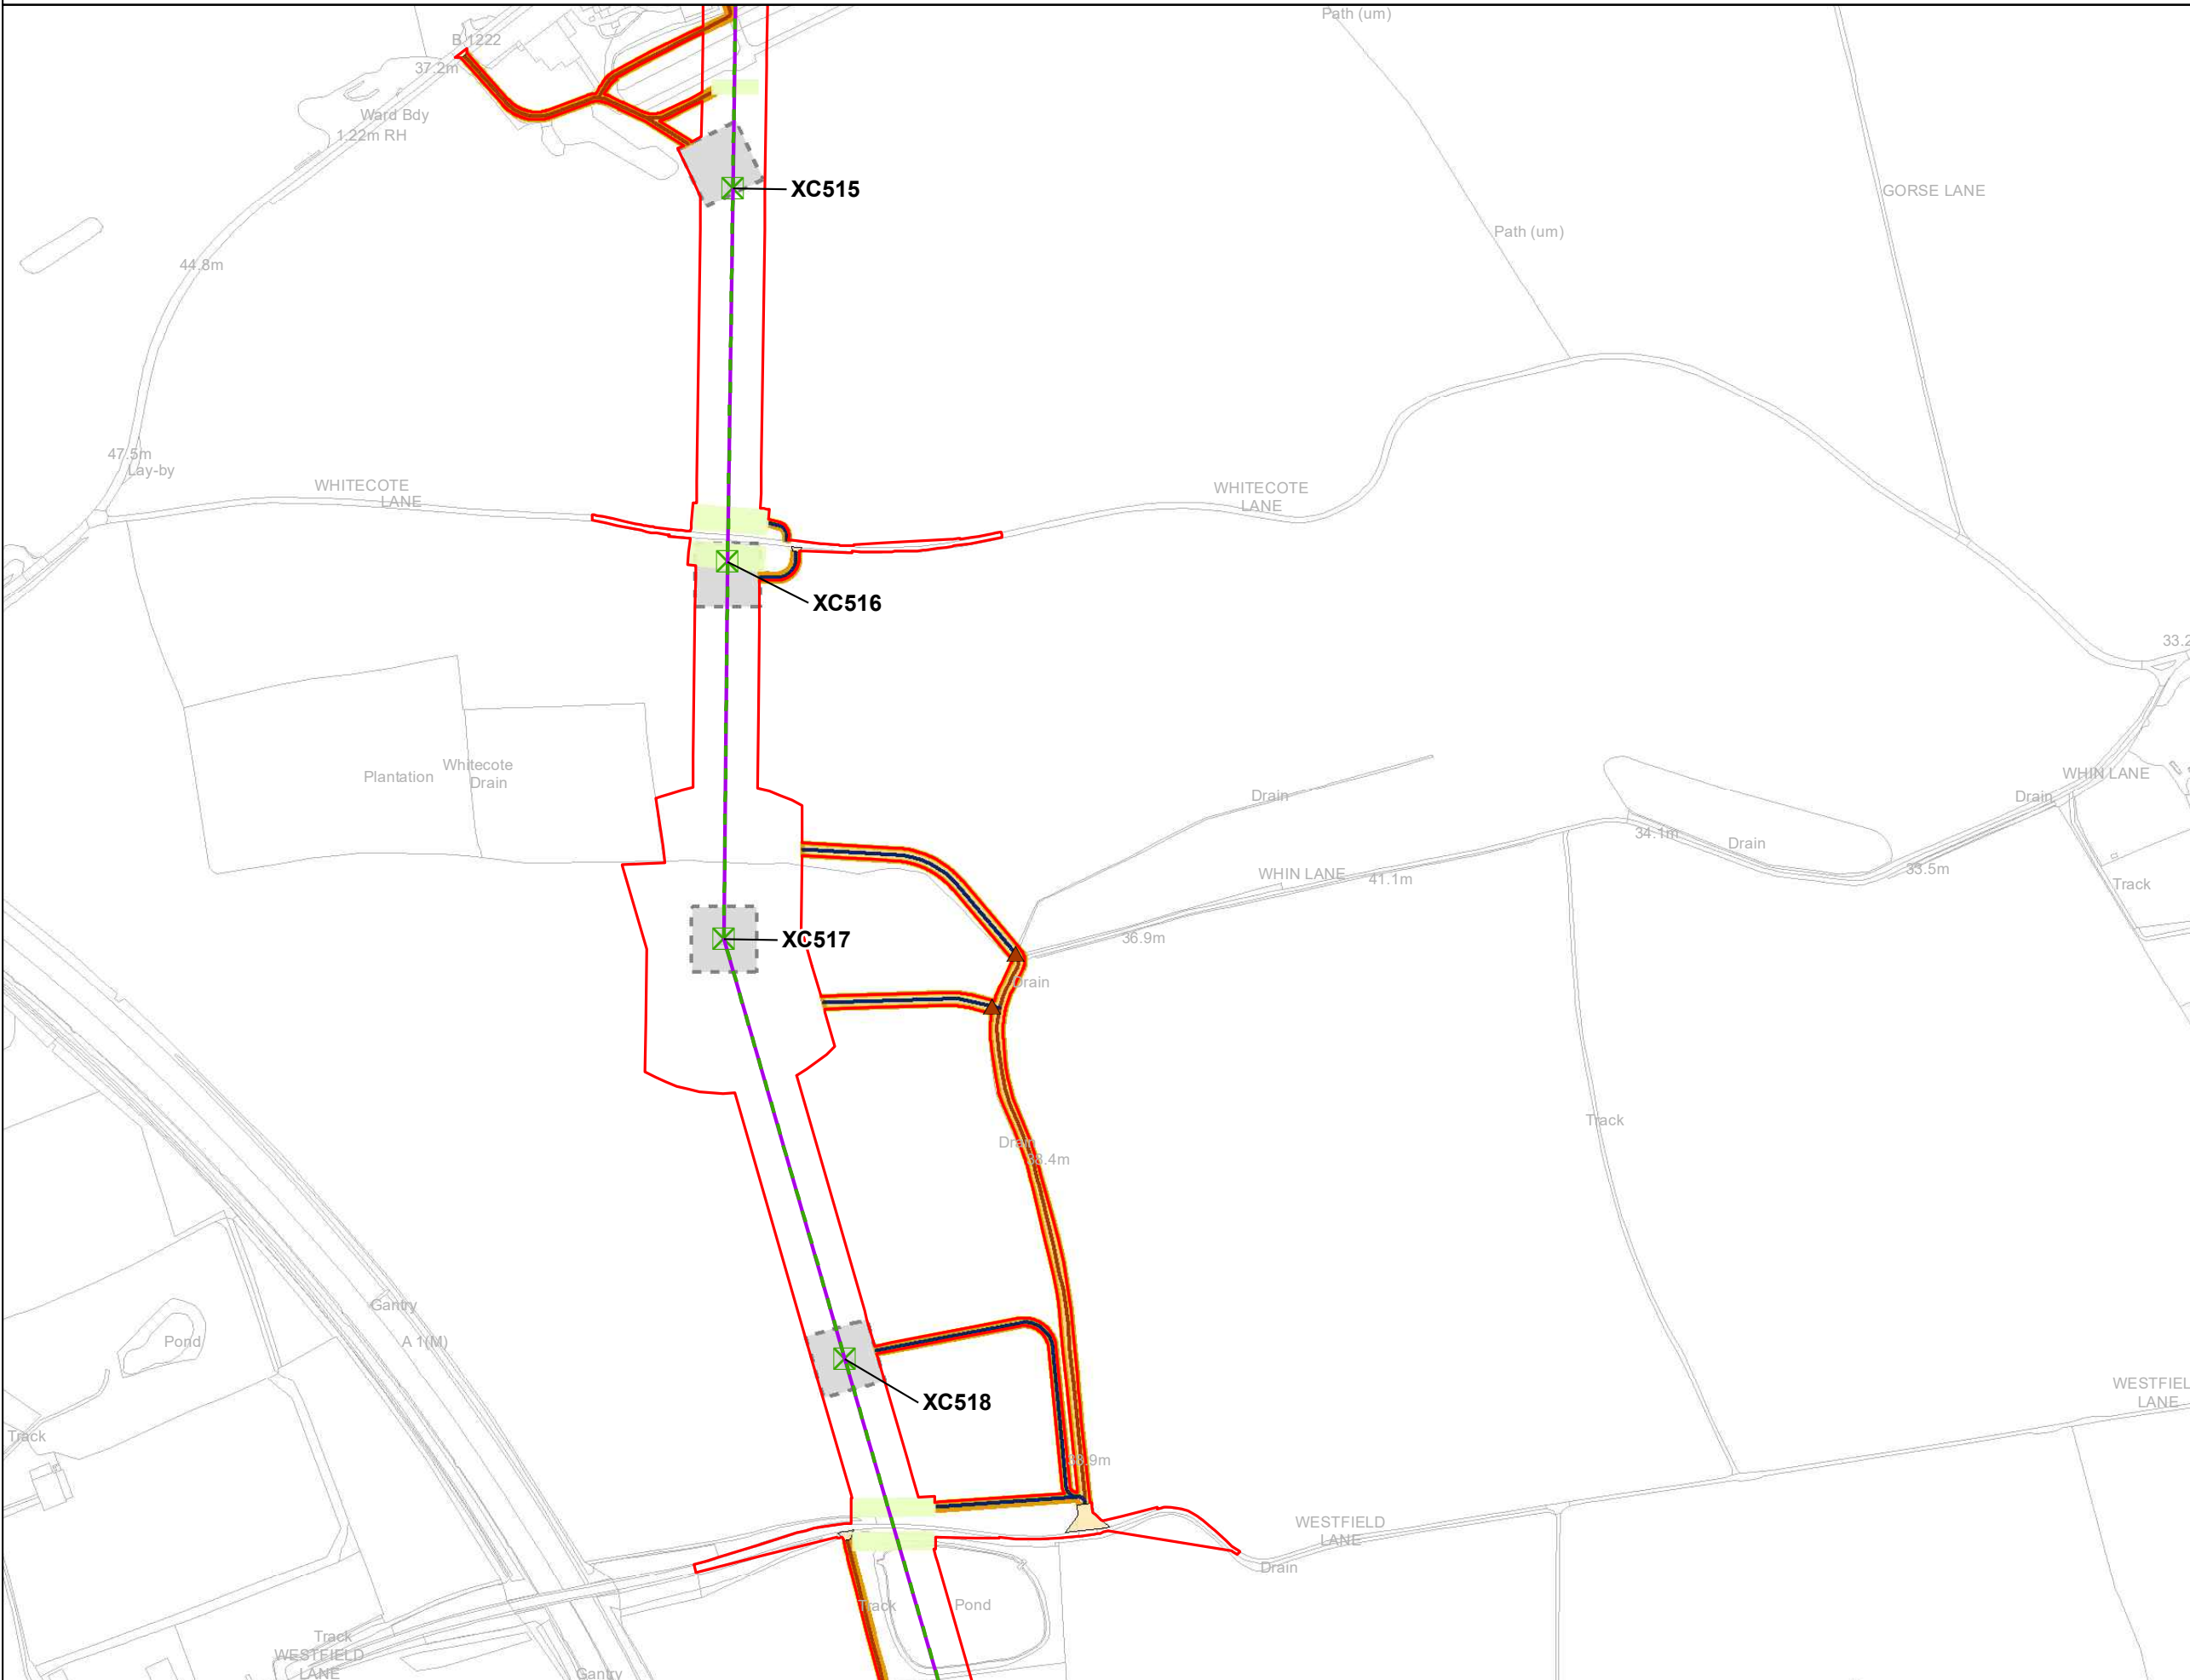 Path (um)
B 1222
37.2m
Ward Bdy
1.22m RH
XC515
GORSE LANE
Path (um)
44.8m
47.5m
Lay-by
WHITECOTE
LANE
WHITECOTE
LANE
XC516
33.2
Whitecote
Drain
Plantation
WHIN LANE
Drain
Drain
34.1m
Drain
WHIN LANE
41.1m
33.5m
Track
36.9m
XC517
Drain
Track
Drain
38.4m
Gantry
A 1(M)
Pond
WESTFIEL
LANE
XC518
Track
WESTFIELD
LANE
Drain
Track
Pond
Track
WESTFIELD
LANE
Gantry